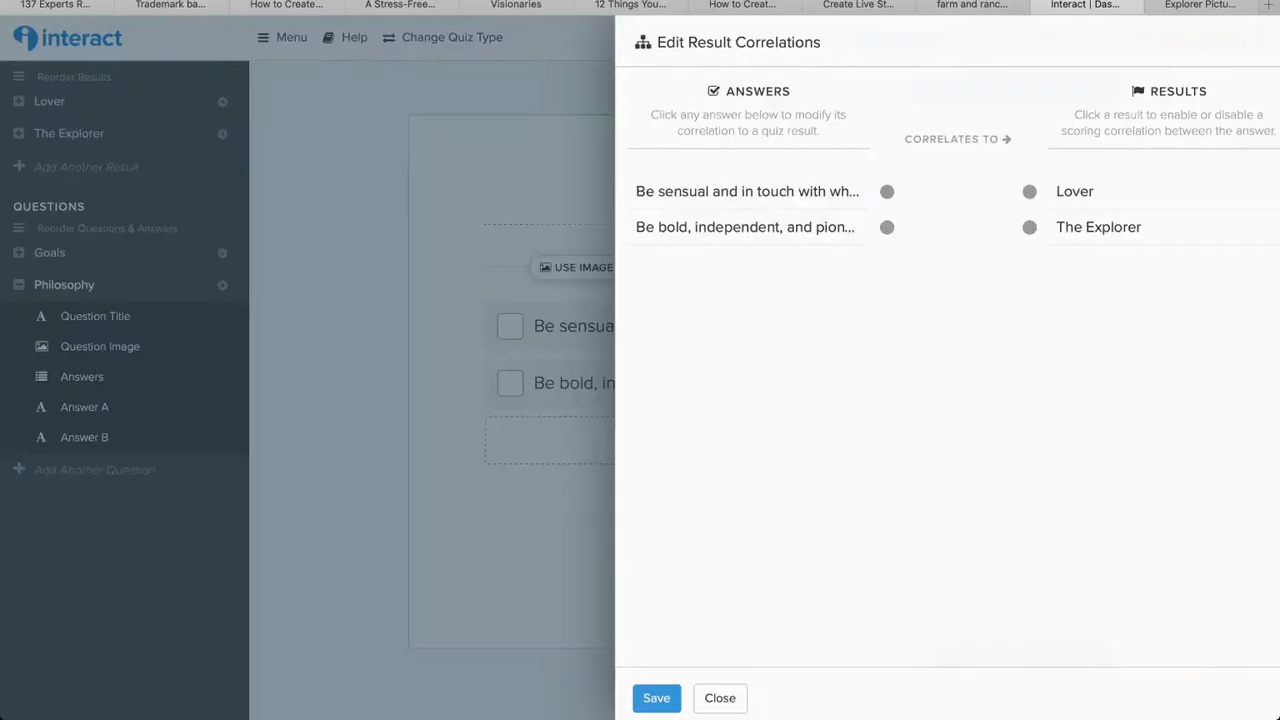 137 Experts R...
Trademark ba...
How to Create...
A Stress-Free...
Visionaries
12 Things You...
How to Creat...
Create Live St...
farm and ranc...
Interact | Das...
Explorer Pictu...
interact
Menu
Help
Change Quiz Type
Reorder Results
Lover
The Explorer
Add Another Result
QUESTIONS
Reorder Questions & Answers
Goals
Philosophy
Question Title
Question Image
Answers
Answer A
Answer B
Add Another Question
USE IMAGE
Be sensua
Be bold, in
Edit Result Correlations
ANSWERS
Click any answer below to modify its
correlation to a quiz result.
CORRELATES TO
RESULTS
Click a result to enable or disable a
scoring correlation between the answer
Be sensual and in touch with wh...
Lover
Be bold, independent, and pion...
The Explorer
Save
Close